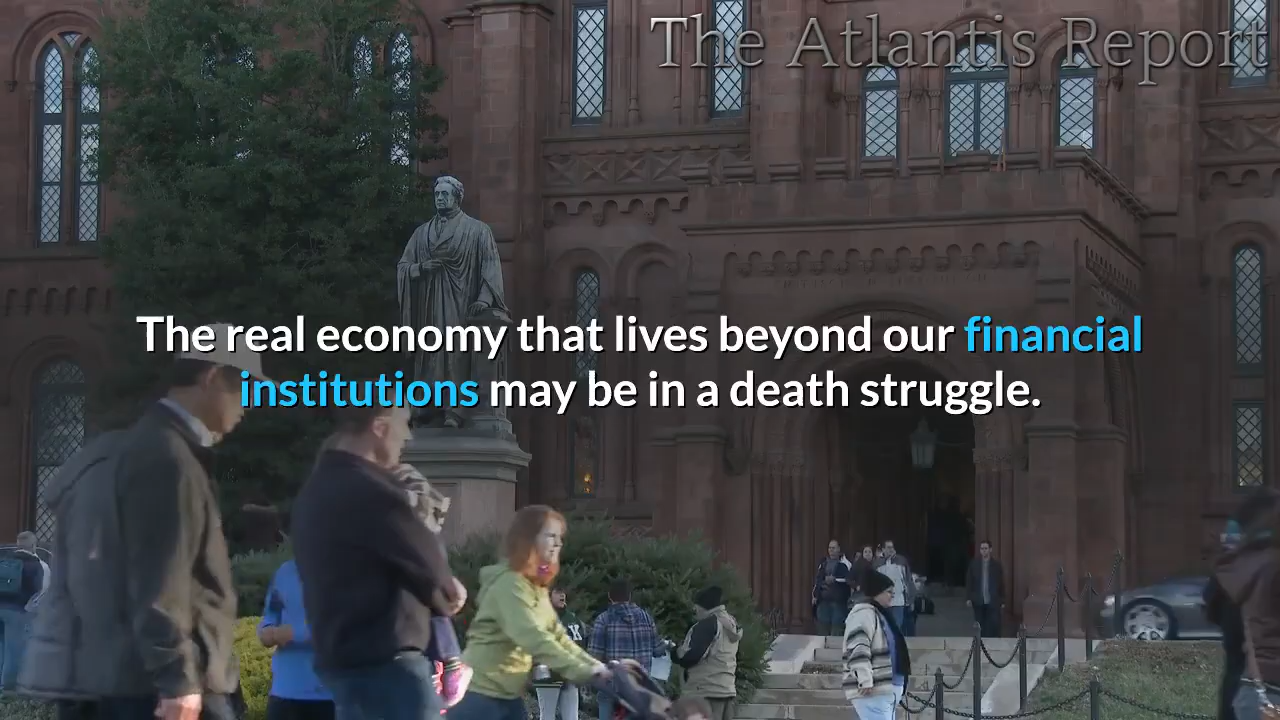 The Atlantis Report
The real economy that lives beyond our financial
institutions may be in a death struggle.